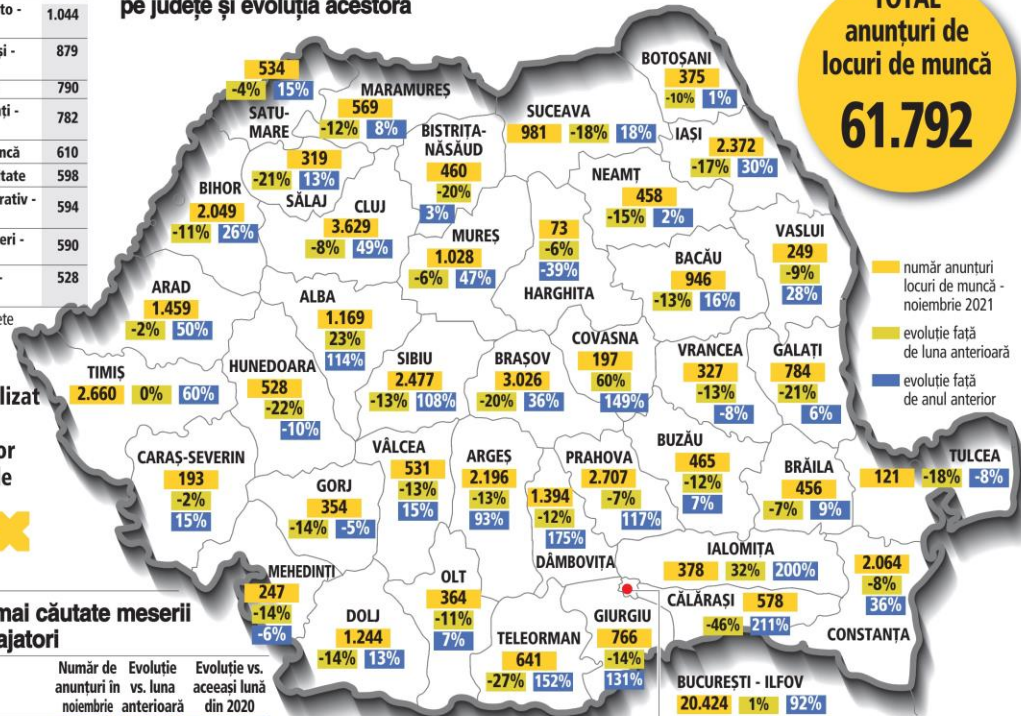 pe județe și evoluția acestora
1.044
879
790
782
610
598
594
590
528
TOTAL
anunțuri de
locuri de muncă
61.792
534
-4% 15%
SATU-
MARE
MARAMUREȘ
569
-12% 8%
SUCEAVA
981 -18% 18%
BOTOȘANI
375
-10% 1%
IAȘI
2.372
-17% 30%
BISTRIȚA-
NĂSĂUD
460
-20%
3%
319
-21% 13%
SĂLAJ
BIHOR
2.049
-11% 26%
CLUJ
3.629
-8% 49%
MUREȘ
1.028
-6% 47%
73
-6%
-39%
HARGHITA
NEAMȚ
458
-15% 2%
BACĂU
946
-13% 16%
VASLUI
249
-9%
28%
număr anunțuri
locuri de muncă -
noiembrie 2021
evoluție față
de luna anterioară
evoluție față
de anul anterior
ARAD
1.459
-2% 50%
ALBA
1.169
23%
114%
TIMIȘ
2.660 0% 60%
HUNEDOARA
528
-22%
-10%
SIBIU
2.477
-13% 108%
BRAȘOV
3.026
-20% 36%
COVASNA
197
60%
149%
VRANCEA
327
-13%
-8%
GALAȚI
784
-21%
6%
CARAȘ-SEVERIN
193
-2%
15%
GORJ
354
-14% -5%
VÂLCEA
531
-13%
15%
ARGEȘ
2.196
-13%
93%
1.394
-12%
175%
DÂMBOVIȚA
PRAHOVA
2.707
-7%
117%
BUZĂU
465
-12%
7%
BRĂILA
456
-7% 9%
TULCEA
121 -18% -8%
MEHEDINȚI
247
-14%
-6%
DOLJ
1.244
-14% 13%
OLT
364
-11%
7%
TELEORMAN
641
-27% 152%
GIURGIU
766
-14%
131%
IALOMIȚA
378 32% 200%
CĂLĂRAȘI 578
-46% 211%
2.064
-8%
36%
CONSTANȚA
BUCUREȘTI - ILFOV
20.424 1% 92%
mai căutate meserii
Număr de
anunțuri în
noiembrie
Evoluție
vs. luna
anterioară
Evoluție vs.
aceeași lună
din 2020